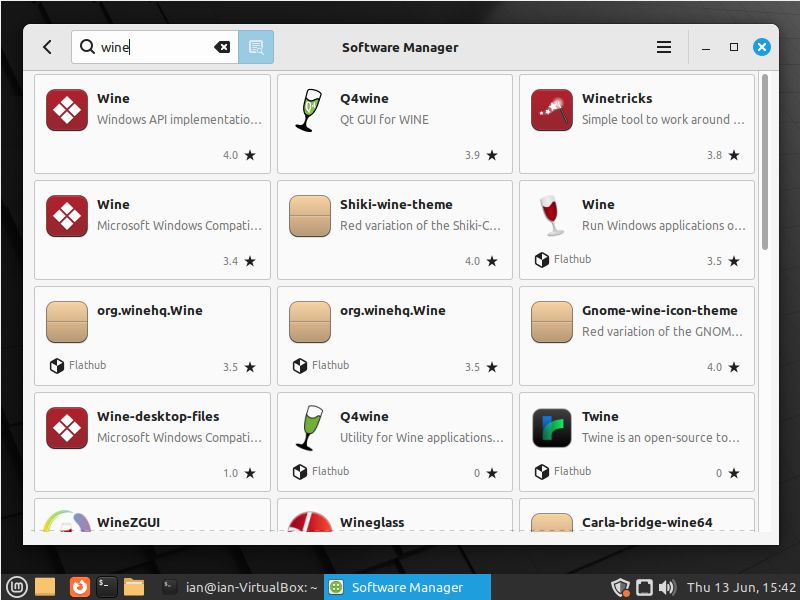 wine
Software Manager
Wine
Windows API implementatio...
4.0
Q4wine
Qt GUI for WINE
3.9
Winetricks
Simple tool to work around ...
3.8
Wine
Microsoft Windows Compati...
3.4
Shiki-wine-theme
Red variation of the Shiki-C...
4.0
Wine
Run Windows applications o...
Flathub
3.5
org.winehq.Wine
Flathub
3.5
org.winehq.Wine
Flathub
3.5
Gnome-wine-icon-theme
Red variation of the GNOM...
4.0
Wine-desktop-files
Microsoft Windows Compati...
1.0
Q4wine
Utility for Wine applications...
Flathub
0
Twine
Twine is an open-source to...
Flathub
0
WineZGUI
Wineglass
Carla-bridge-wine64
ian@ian-VirtualBox: ~
Software Manager
Thu 13 Jun, 15:42